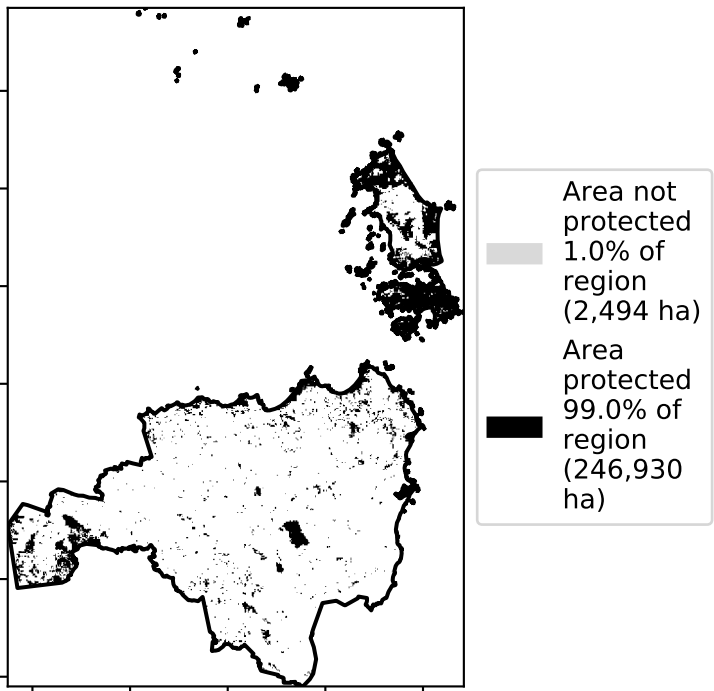 Area not
protected
1.0% of
region
(2,494 ha)
Area
protected
99.0% of
region
(246,930
ha)